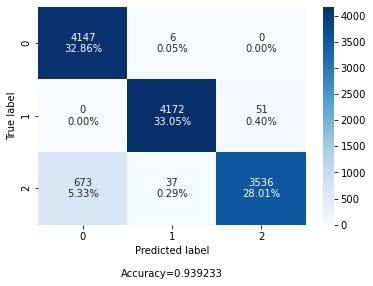 4147 6 0
0 32.86% 0.05% 0.00%
0 4172 51
1 0.00% 33.05% 0.40%
673 37 3536
2 5.33% 0.29% 28.01%
True label
0 1 2
Predicted label
Accuracy=0.939233
4000
3500
3000
2500
2000
1500
1000
500
0